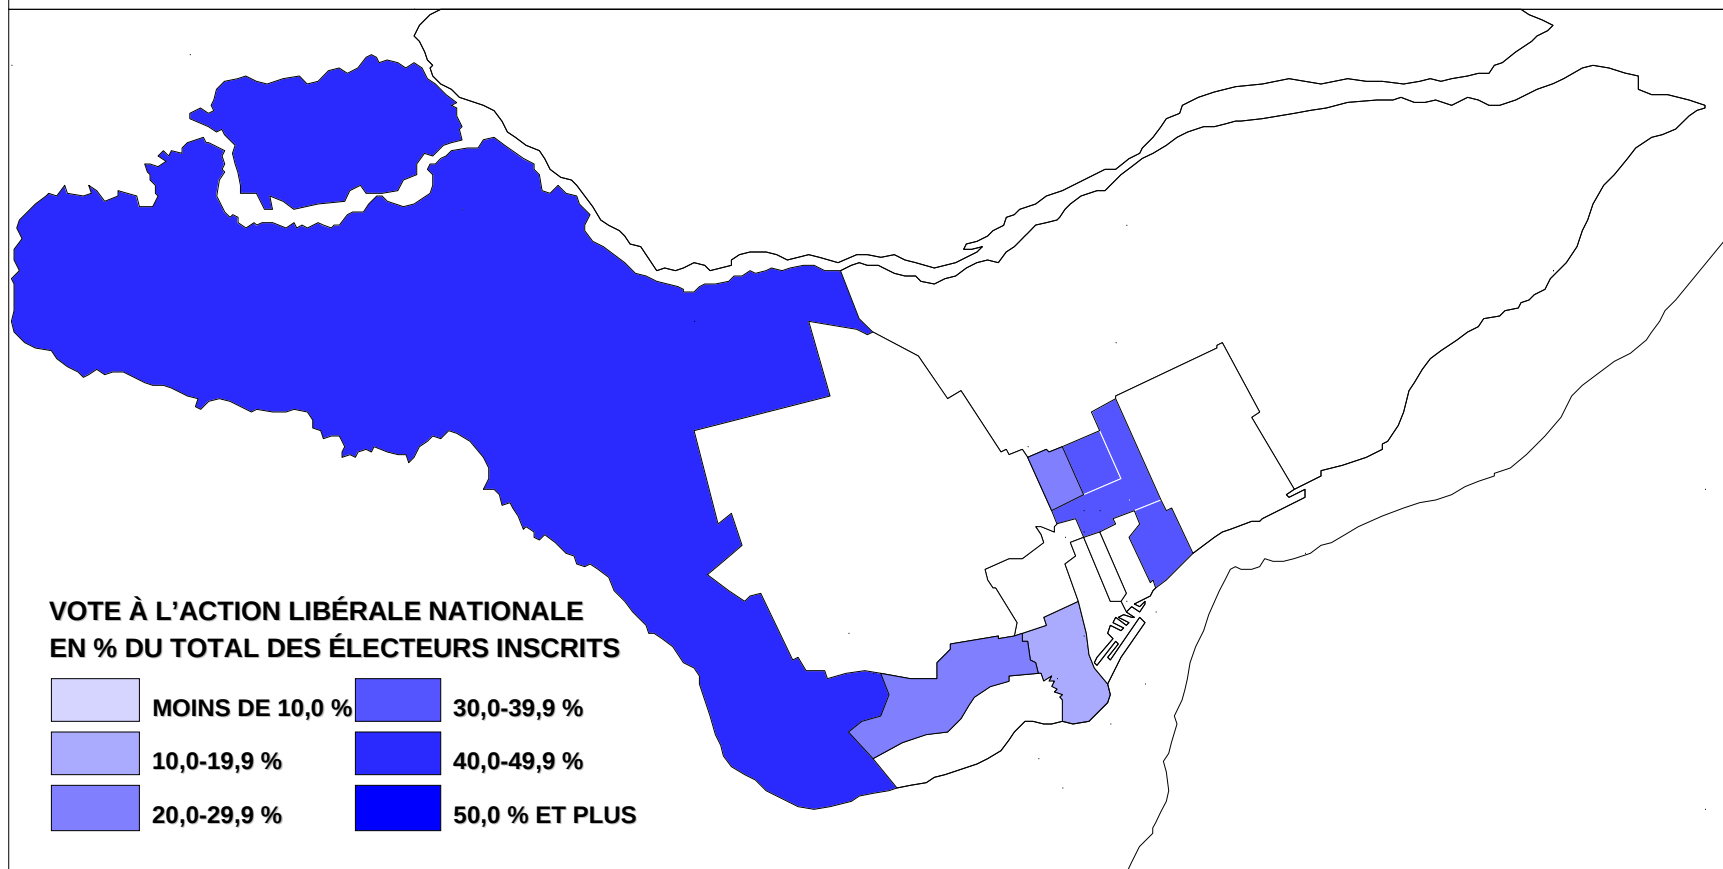 VOTE À L’ACTION LIBÉRALE NATIONALE
EN % DU TOTAL DES ÉLECTEURS INSCRITS
MOINS DE 10,0 %
10,0-19,9 %
20,0-29,9 %
30,0-39,9 %
40,0-49,9 %
50,0 % ET PLUS